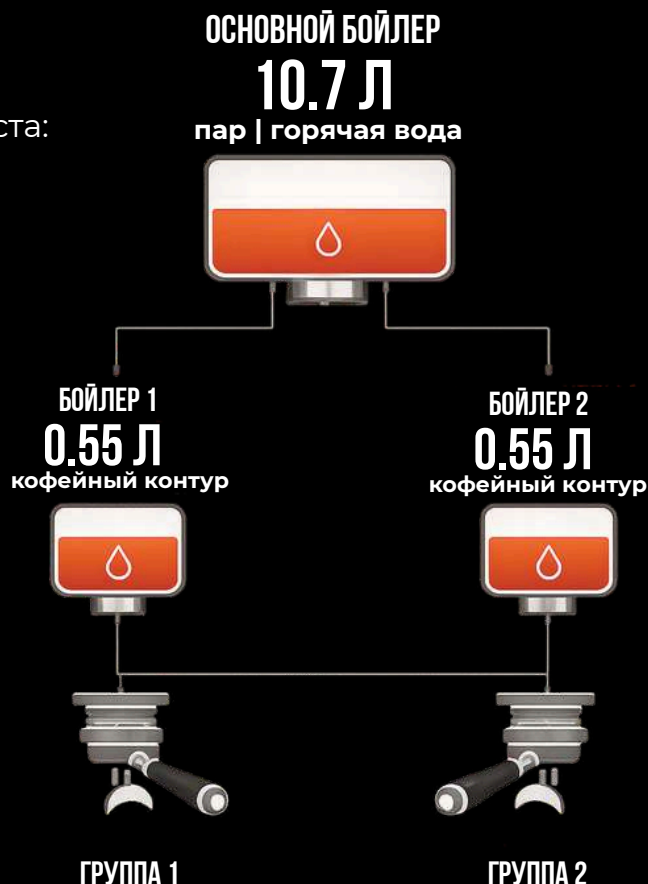 ОСНОВНОЙ БОЙЛЕР
10.7 Л
ста:
пар | горячая вода
БОЙЛЕР 1
0.55 Л
кофейный контур
БОЙЛЕР 2
0.55 Л
кофейный контур
ГРУППА 1
ГРУППА 2